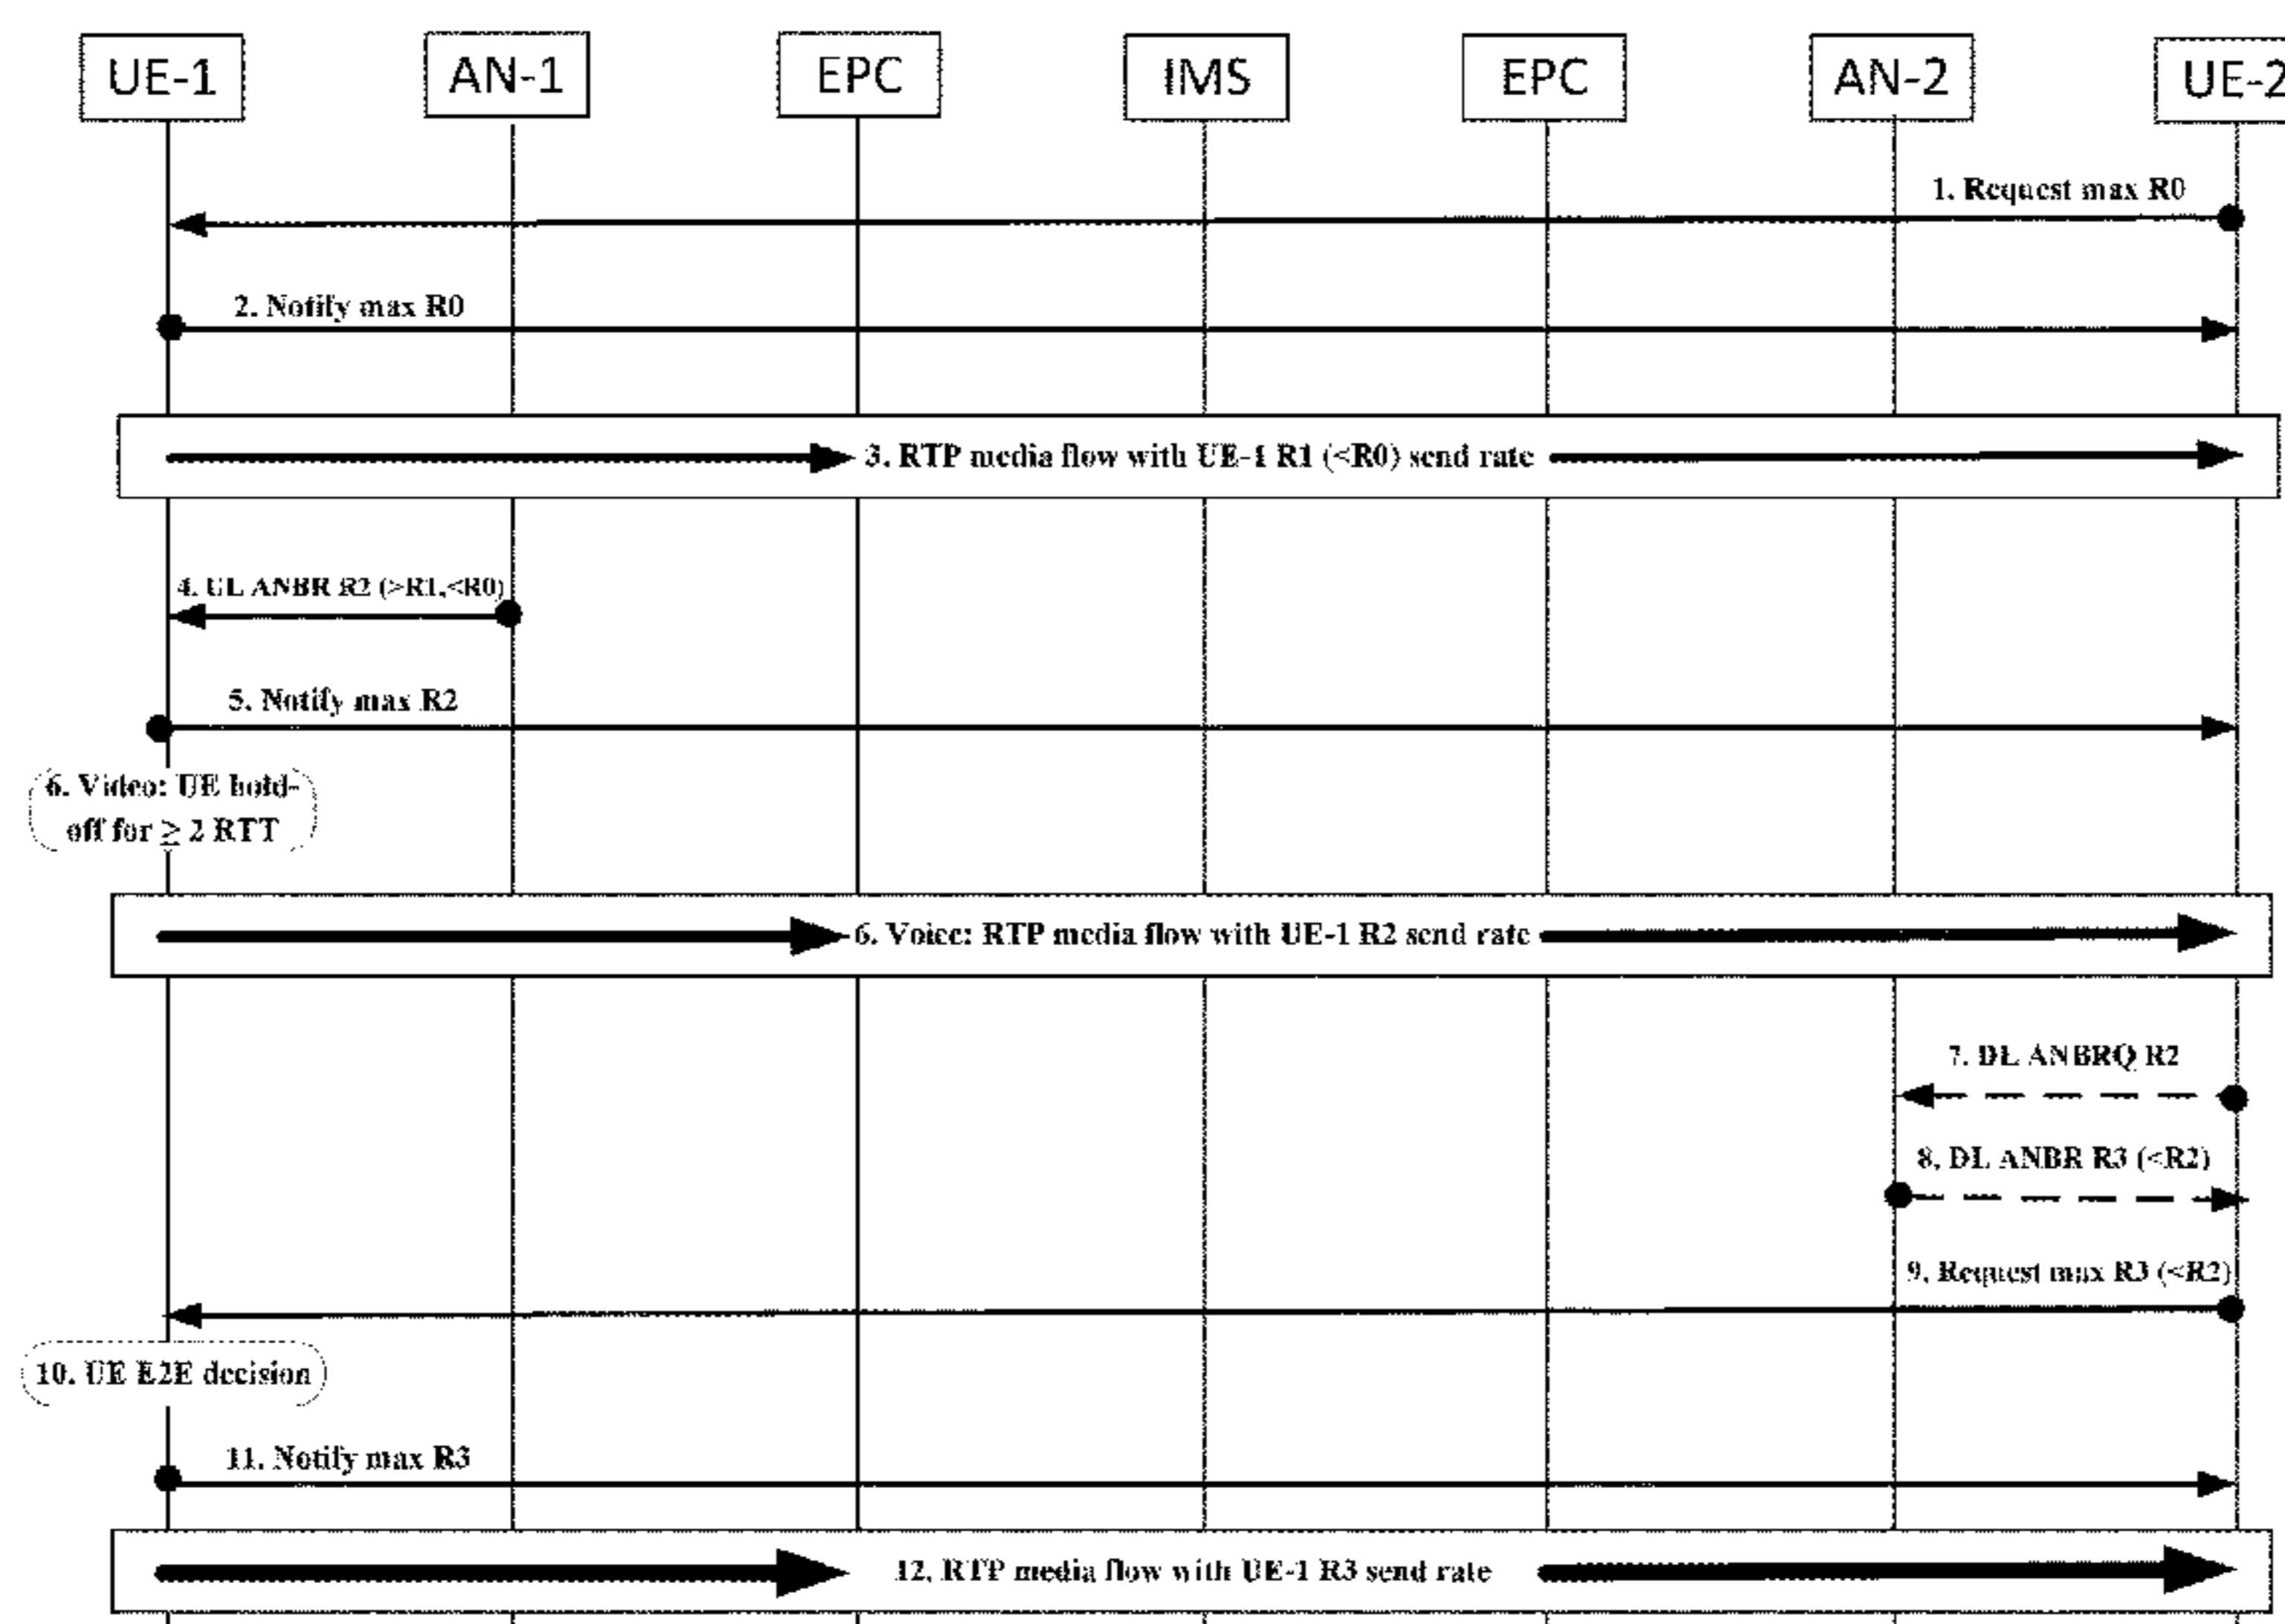 UE-1 AN-1 EPC IMS EPC AN-2 UE-2
1. Request max R0
2. Notify max R0
3. RTP media flow with UE-1 R1 (<R0) send rate
4. UL ANBR R2 (>R1,<R0)
5. Notify max R2
6. Video: UE hold-
off for ≥ 2 RTT
6. Voice: RTP media flow with UE-1 R2 send rate
7. DL ANBRQ R2
8. DL ANBR R3 (<R2)
9. Request max R3 (<R2)
10. UE E2E decision
11. Notify max R3
12. RTP media flow with UE-1 R3 send rate